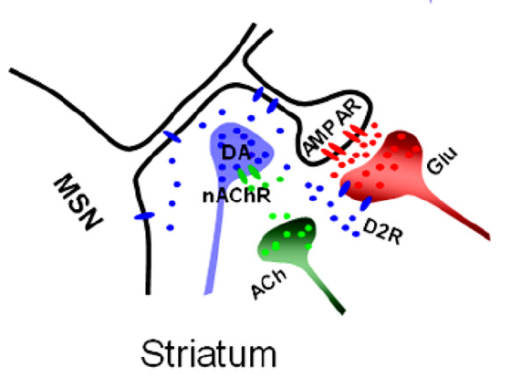 AMPAR
DA
Glu
MSN
nAChR
D2R
ACh
Striatum